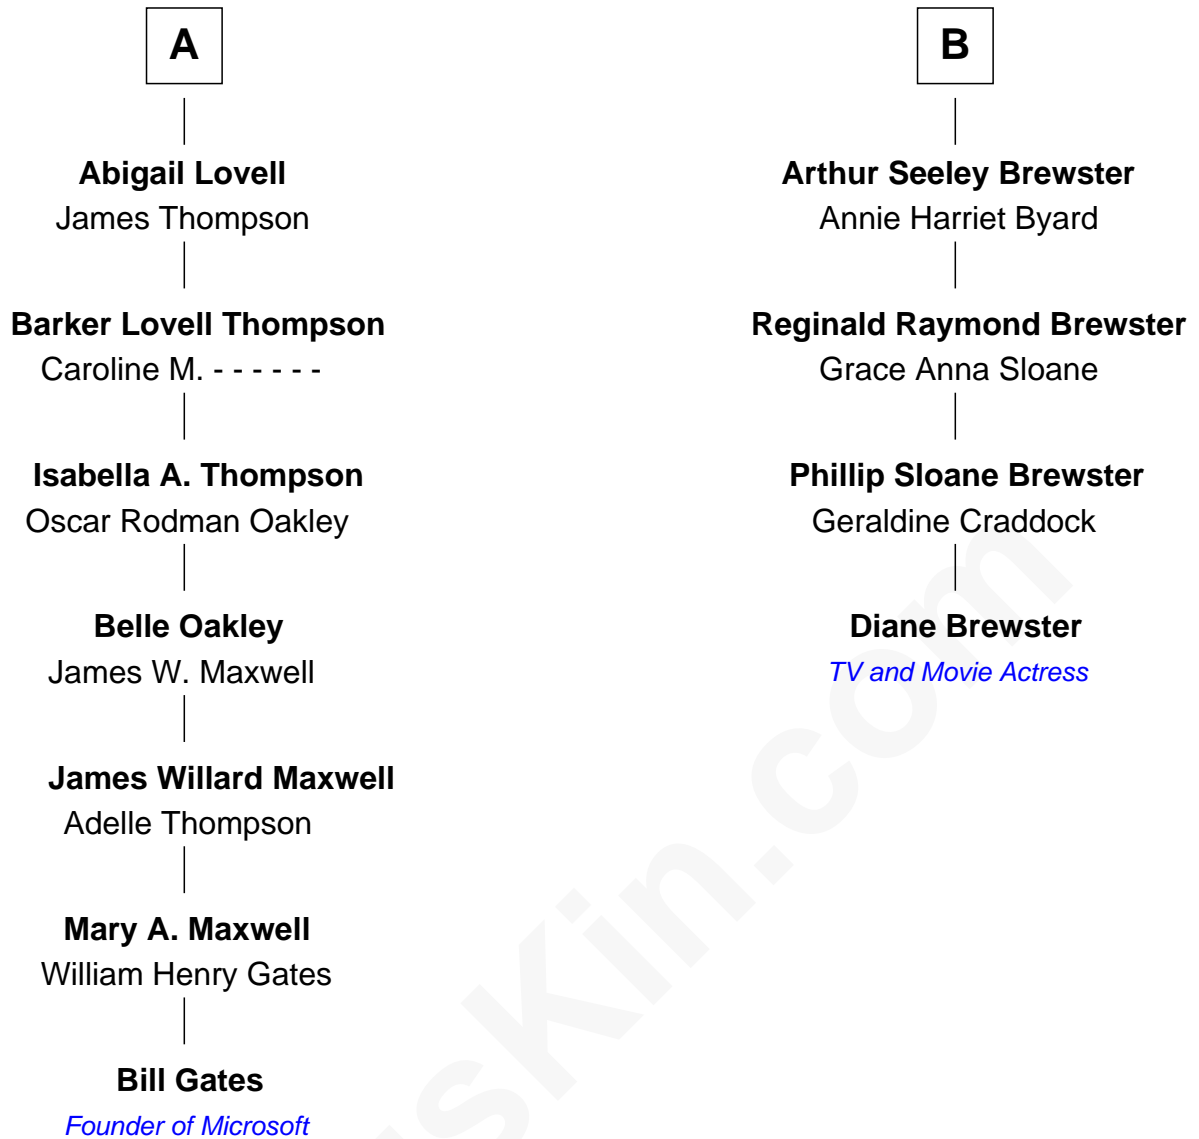 A
Abigail Lovell
James Thompson
Barker Lovell Thompson
Caroline M. - - - - - -
Isabella A. Thompson
Oscar Rodman Oakley
Belle Oakley
James W. Maxwell
James Willard Maxwell
Adelle Thompson
Mary A. Maxwell
William Henry Gates
Bill Gates
Founder of Microsoft
B
Arthur Seeley Brewster
Annie Harriet Byard
Reginald Raymond Brewster
Grace Anna Sloane
Phillip Sloane Brewster
Geraldine Craddock
Diane Brewster
TV and Movie Actress